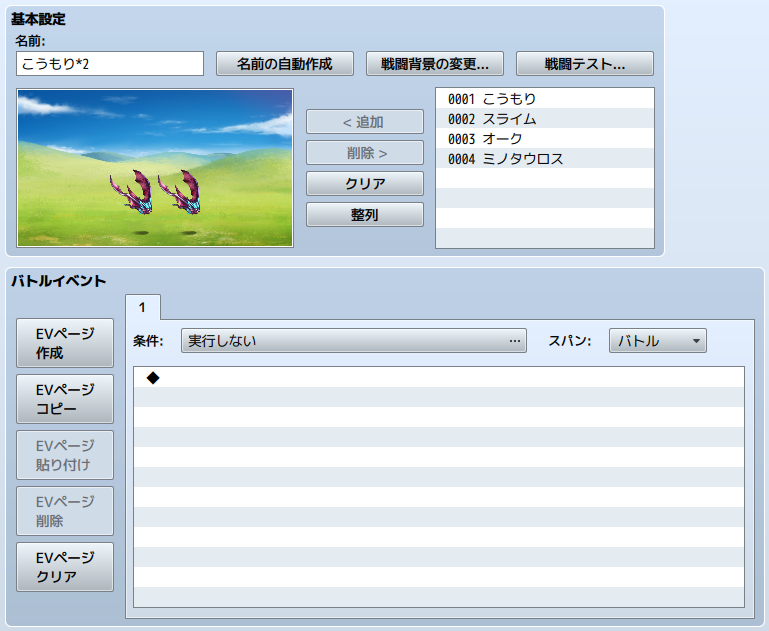 基本設定
名前:
こうもり*2
名前の自動作成
戦闘背景の変更...
戦闘テスト...
< 追加
削除 >
クリア
整列
0001 こうもり
0002 スライム
0003 オーク
0004 ミノタウロス
バトルイベント
EVページ
作成
EVページ
コピー
EVページ
貼り付け
EVページ
削除
EVページ
クリア
1
条件:
実行しない
...
スパン:
バトル
◆